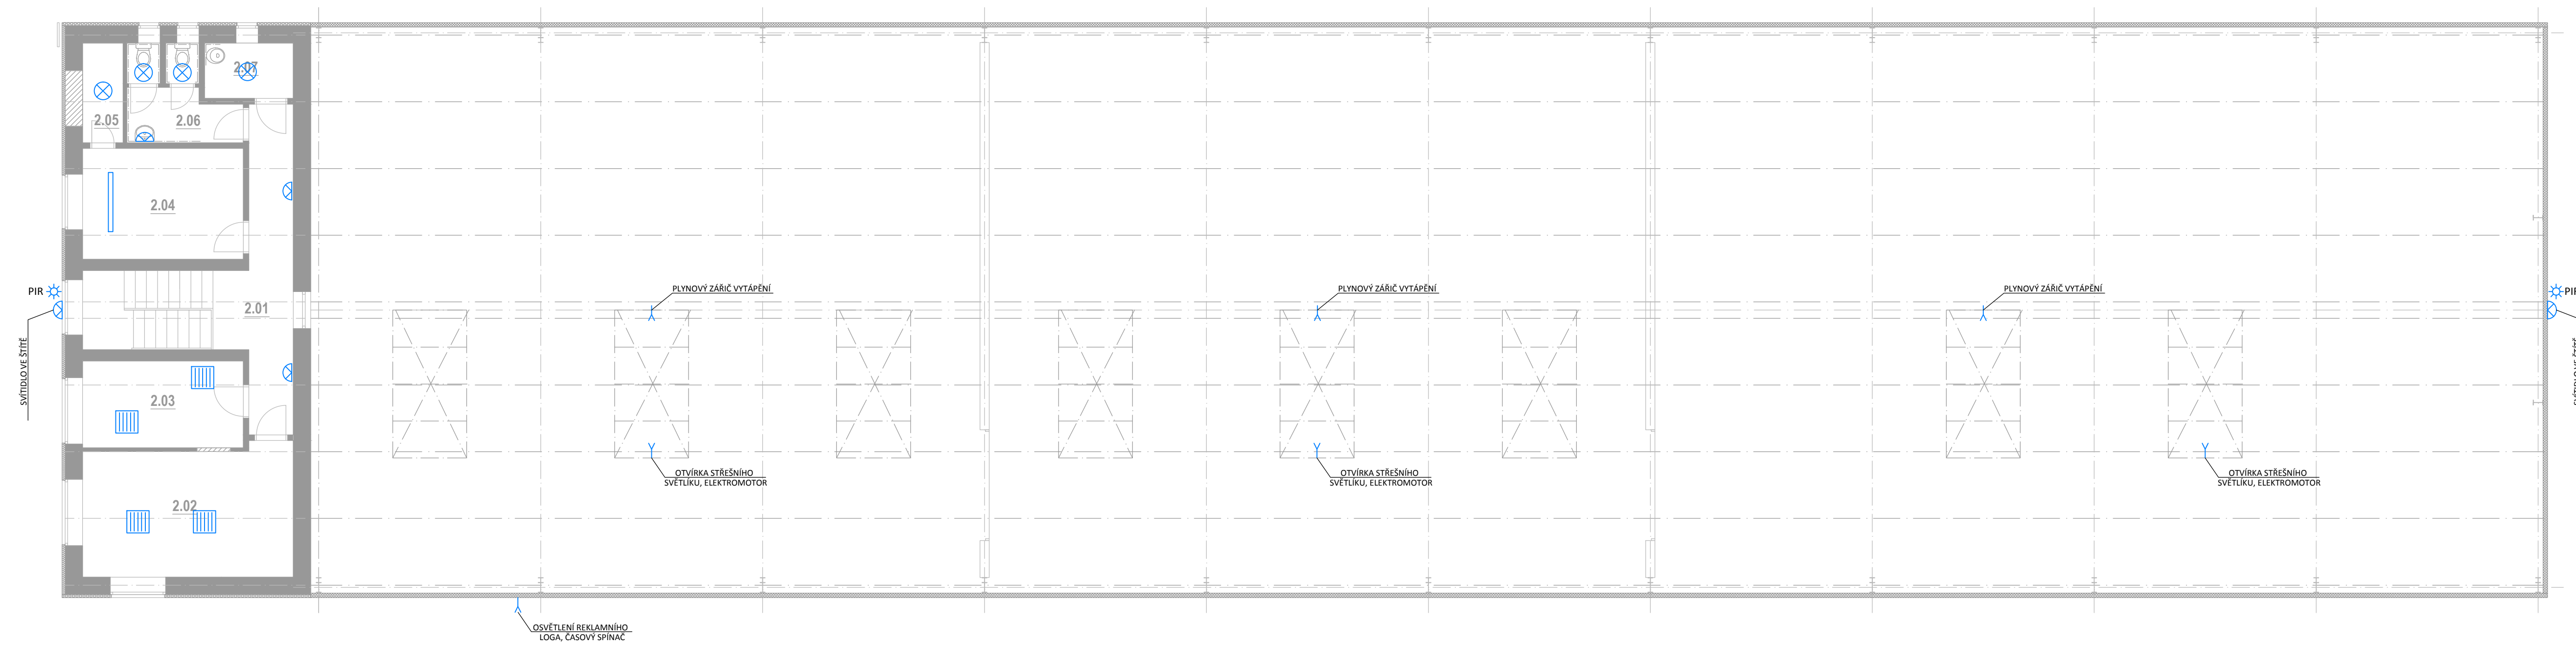 2.07
2.05
2.06
2.04
PIR
PLYNOVÝ ZÁŘIČ VYTÁPĚNÍ
PLYNOVÝ ZÁŘIČ VYTÁPĚNÍ
PLYNOVÝ ZÁŘIČ VYTÁPĚNÍ
PIR
2.01
SVÍTIDLO VE ŠTÍTĚ
2.03
OTVÍRKA STŘEŠNÍHO
SVĚTLÍKU, ELEKTROMOTOR
OTVÍRKA STŘEŠNÍHO
SVĚTLÍKU, ELEKTROMOTOR
OTVÍRKA STŘEŠNÍHO
SVĚTLÍKU, ELEKTROMOTOR
2.02
OSVĚTLENÍ REKLAMNÍHO
LOGA, ČASOVÝ SPÍNAČ